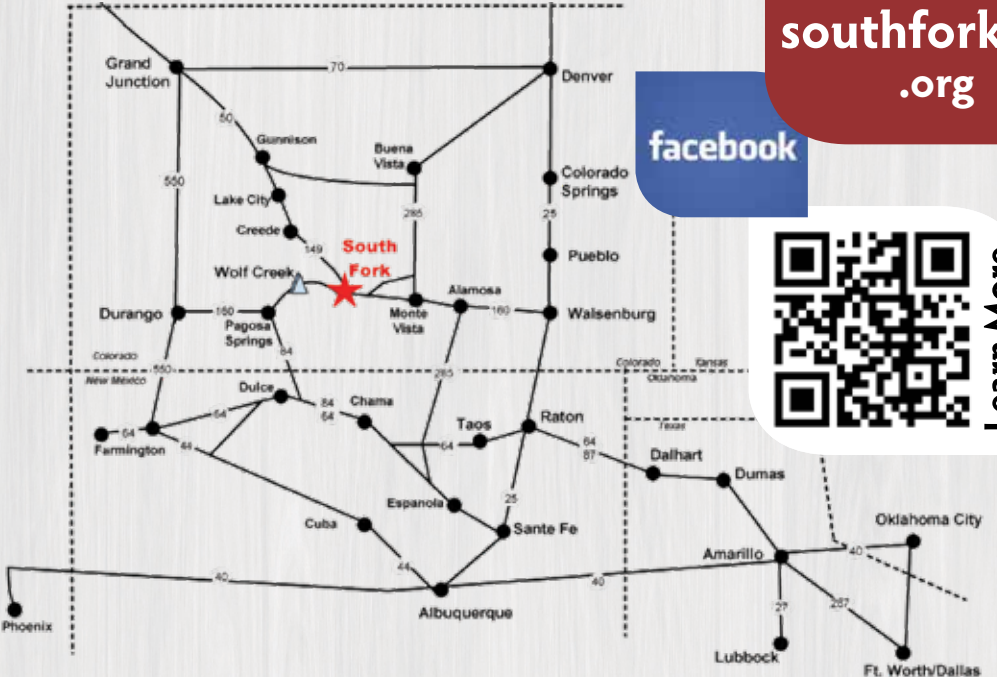 southfork
.org
facebook
Learn More
Grand
Junction
70
Denver
50
Gunnison
Buena
Vista
Colorado
Springs
550
Lake City
285
25
Creede
149
South
Fork
Pueblo
Wolf Creek
Alamosa
Durango
160
Pagosa
Springs
Monte
Vista
160
Walsenburg
84
Colorado
New Mexico
550
285
Colorado
Kansas
Oklahoma
Dulce
84
64
Chama
64
Taos
Raton
Texas
64
Farmington
44
64
64
87
Dalhart
Dumas
25
Espanola
Cuba
Sante Fe
Oklahoma City
Amarillo
40
44
40
40
Albuquerque
Phoenix
27
287
Lubbock
Ft. Worth/Dallas